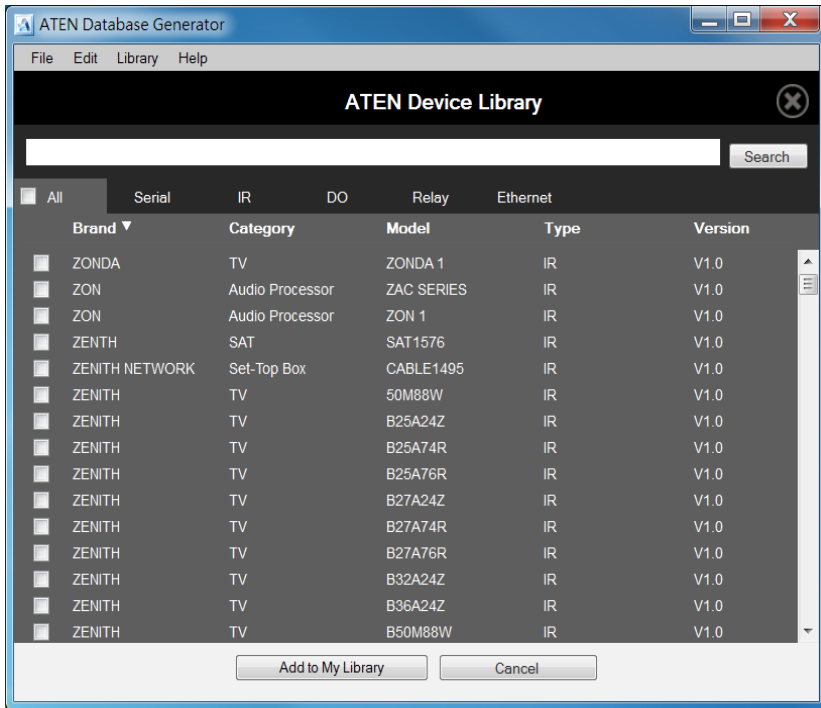 ATEN Database Generator
File Edit Library Help
ATEN Device Library
Search
All Serial IR DO Relay Ethernet
Brand Category Model Type Version
ZONDA TV ZONDA 1 IR V1.0
ZON Audio Processor ZAC SERIES IR V1.0
ZON Audio Processor ZON 1 IR V1.0
ZENTH SAT SAT1576 IR V1.0
ZENITH NETWORK Set-Top Box CABLE1495 IR V1.0
ZENITH TV 50M88W IR V1.0
ZENITH TV B25A24Z IR V1.0
ZENITH TV B25A74R IR V1.0
ZENITH TV B25A76R IR V1.0
ZENITH TV B27A24Z IR V1.0
ZENITH TV B27A74R IR V1.0
ZENITH TV B27A76R IR V1.0
ZENITH TV B32A24Z IR V1.0
ZENITH TV B36A24Z IR V1.0
ZENITH TV B50M88W IR V1.0
Add to My Library Cancel